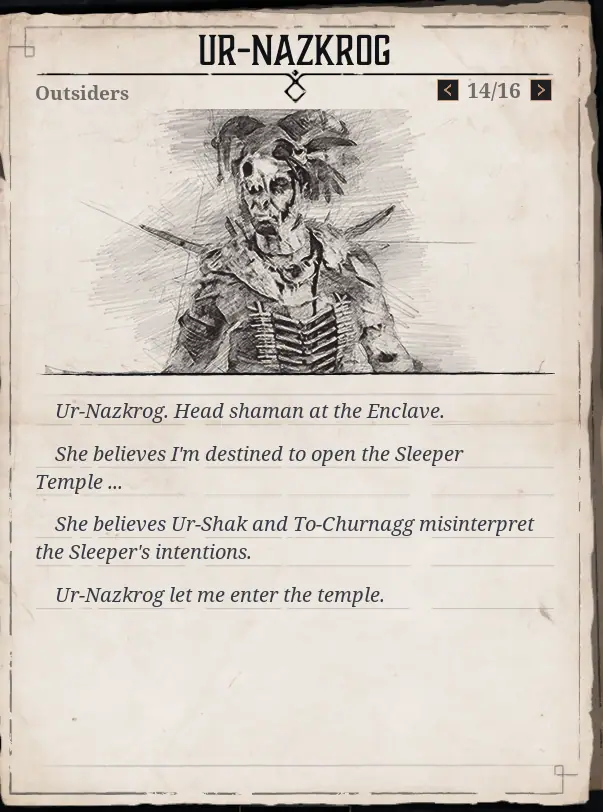 UR-NAZKROG
Outsiders
< 14/16 >
Ur-Nazkrog. Head shaman at the Enclave.
She believes I'm destined to open the Sleeper
Temple ...
She believes Ur-Shak and To-Churnagg misinterpret
the Sleeper's intentions.
Ur-Nazkrog let me enter the temple.